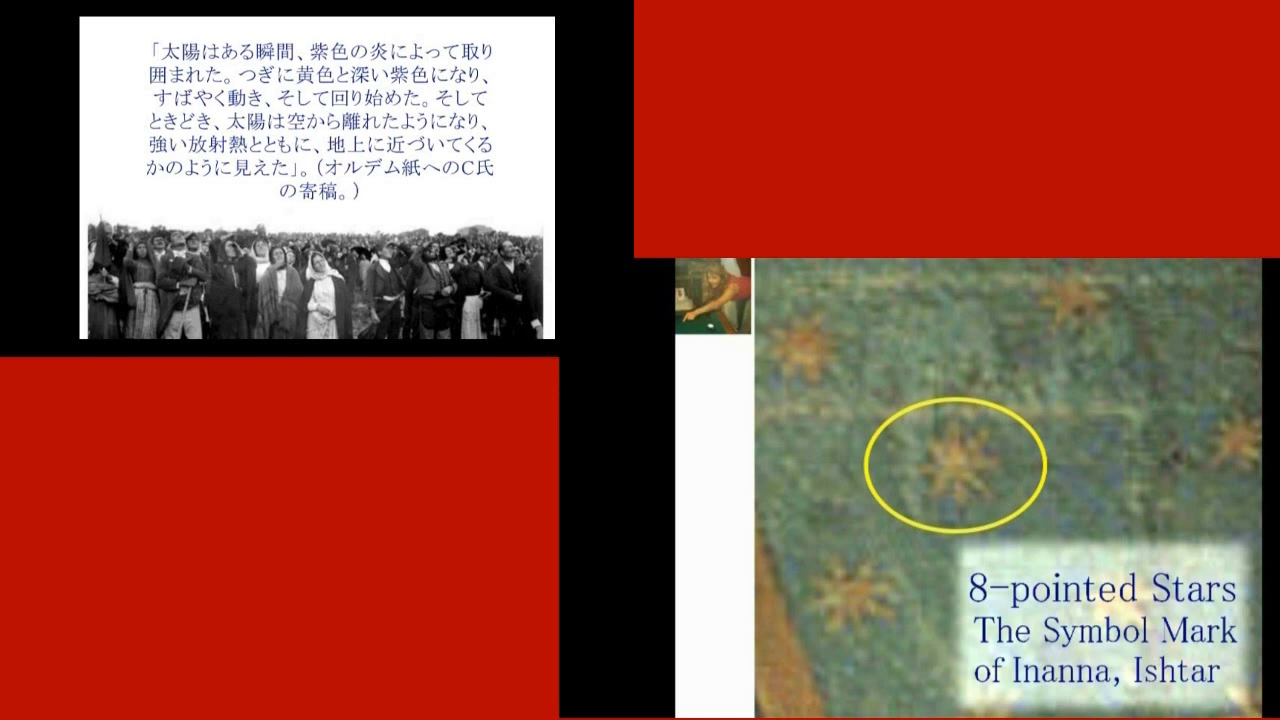 「太陽はある瞬間、紫色の炎によって取り
囲まれた。つぎに黄色と深い紫色になり、
すばやく動き、そして回り始めた。そして
ときどき、太陽は空から離れたようになり、
強い放射熱とともに、地上に近づいてくる
かのように見えた」。（オルデム紙へのC氏
の寄稿。）
8-pointed Stars
The Symbol Mark
of Inanna, Ishtar